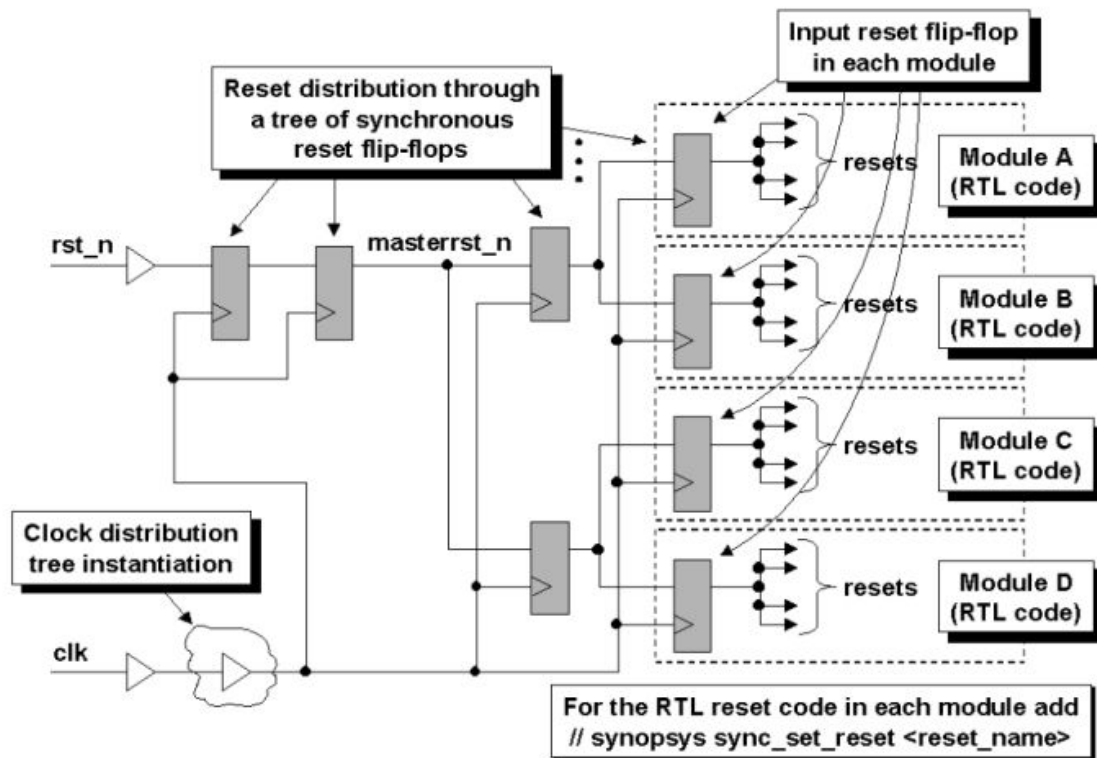 Input reset flip-flop
in each module
Reset distribution through
a tree of synchronous
reset flip-flops
resets
Module A
(RTL code)
rst_n
masterrst_n
resets
Module B
(RTL code)
resets
Module C
(RTL code)
Clock distribution
tree instantiation
resets
Module D
(RTL code)
clk
For the RTL reset code in each module add
// synopsys sync_set_reset <reset_name>